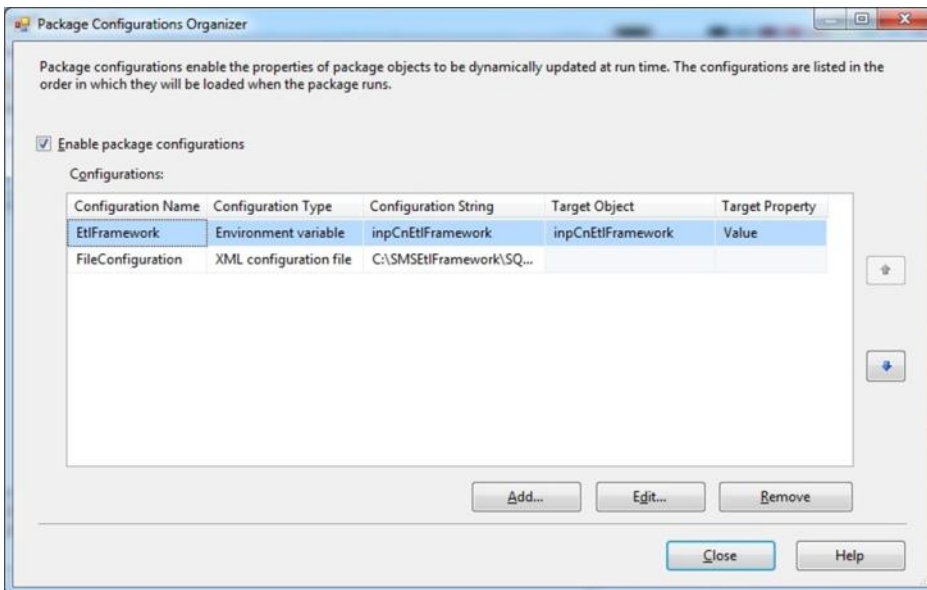 Package Configurations Organizer
Package configurations enable the properties of package objects to be dynamically updated at run time. The configurations are listed in the
order in which they will be loaded when the package runs.
Enable package configurations
Configurations:
Configuration Name Configuration Type Configuration String Target Object Target Property
EtlFramework Environment variable inpCnEtlFramework inpCnEtlFramework Value
FileConfiguration XML configuration file C:\SMSEtlFramework\SQ...
Add... Edit... Remove
Close Help